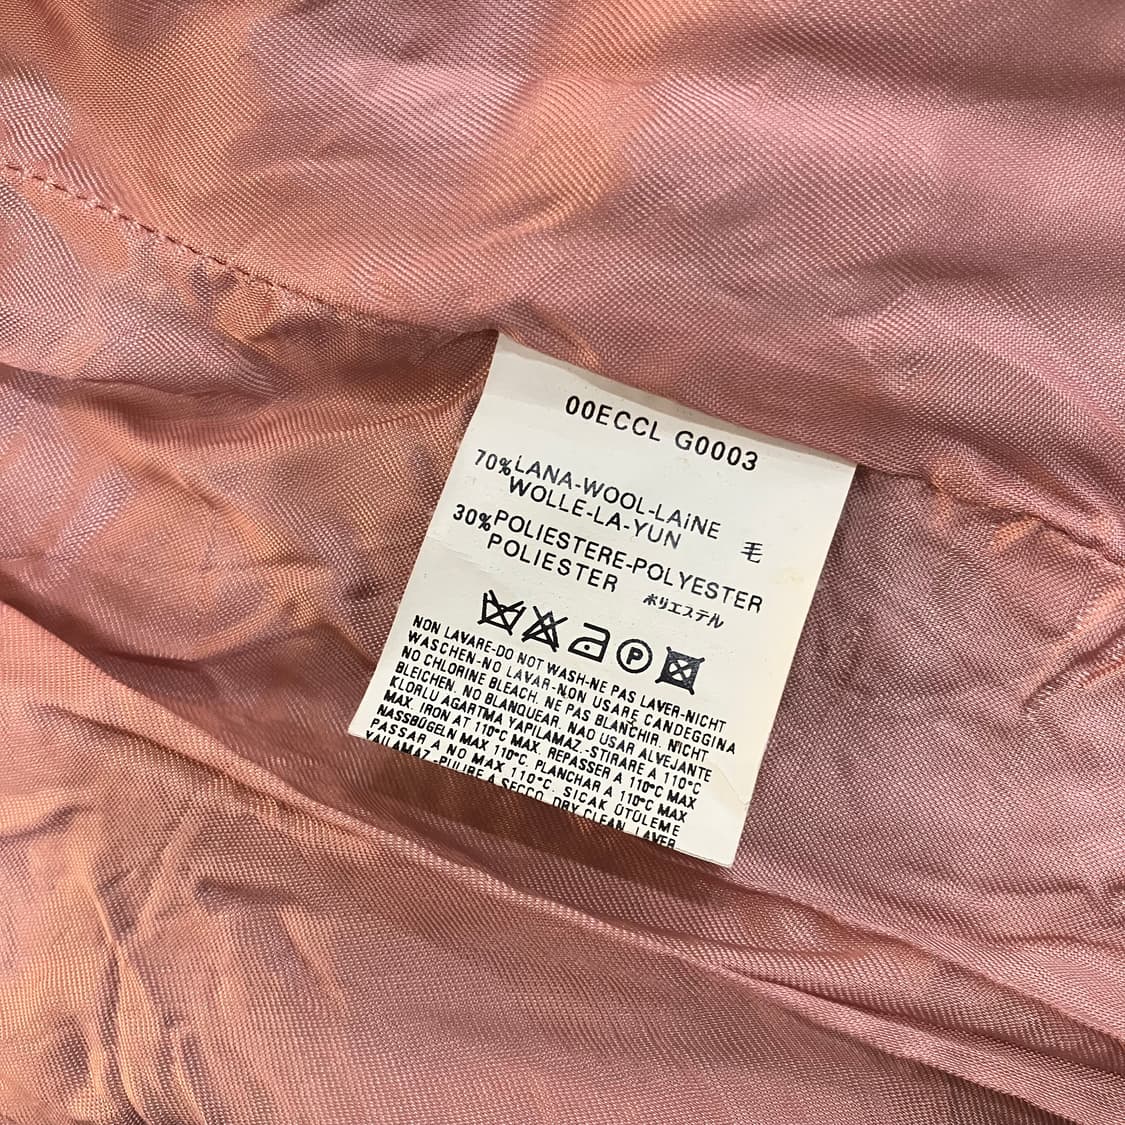 00ECCL G0003
70% LANA-WOOL-LAiNE
WOLLE-LA-YUN 毛
30% POLIESTERE-POLYESTER
POLIESTER ポリエステル
P
NON LAVARE-DO NOT WASH-NE PAS LAVER-NICHT
WASCHEN-NO LAVAR-NON USARE CANDEGGINA
NO CHLORINE BLEACH. NE PAS BLANCHIR. NICHT
BLEICHEN. NO BLANQUEAR. NAO USAR ALVEJANTE
KLORLU AGARTMA YAPILAMAZ.-STIRARE A 110°C
MAX. IRON AT 110°C MAX. REPASSER A 110°C MAX
NASSBÜGELN MAX 110°C. PLANCHAR A 110°C MAX
PASSAR A NO MAX 110°C. SICAK ÜTÜLEME
YAILAMAZ.-PULIRE A SECCO. DRY CLEAN. LAVER